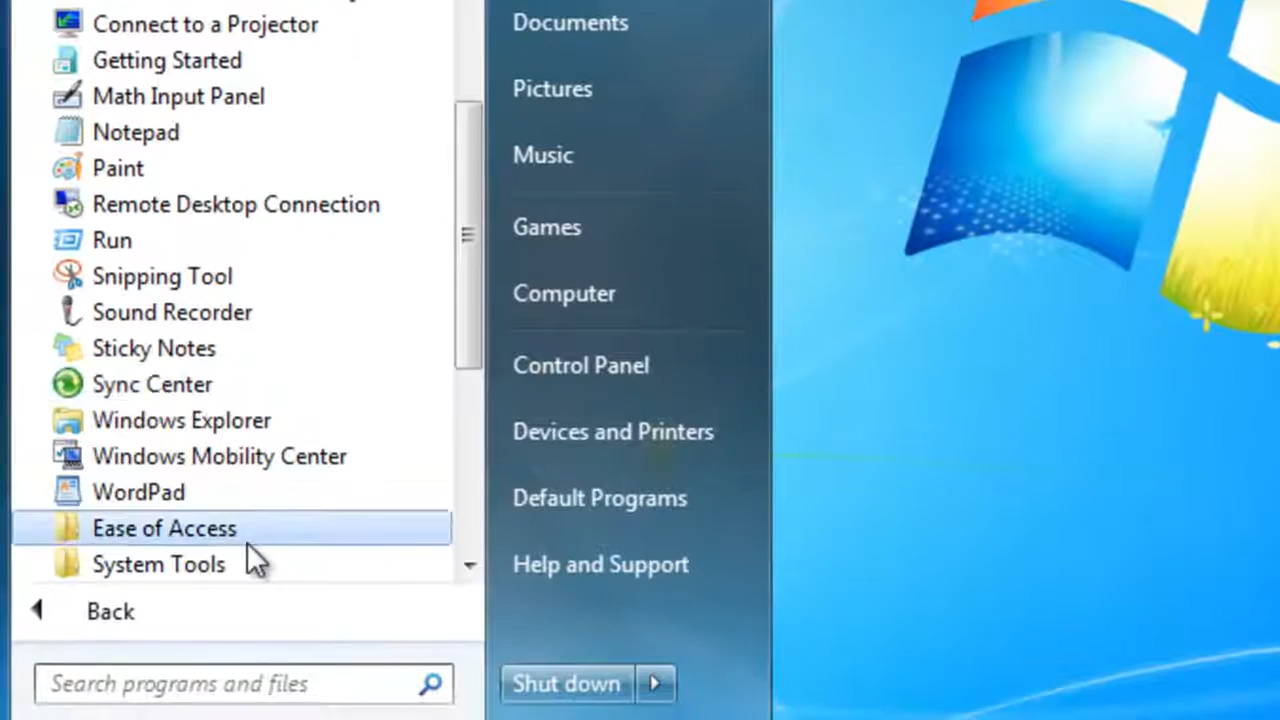 Connect to a Projector
Getting Started
Math Input Panel
Notepad
Paint
Remote Desktop Connection
Run
Snipping Tool
Sound Recorder
Sticky Notes
Sync Center
Windows Explorer
Windows Mobility Center
WordPad
Ease of Access
System Tools
Back
Search programs and files
Documents
Pictures
Music
Games
Computer
Control Panel
Devices and Printers
Default Programs
Help and Support
Shut down